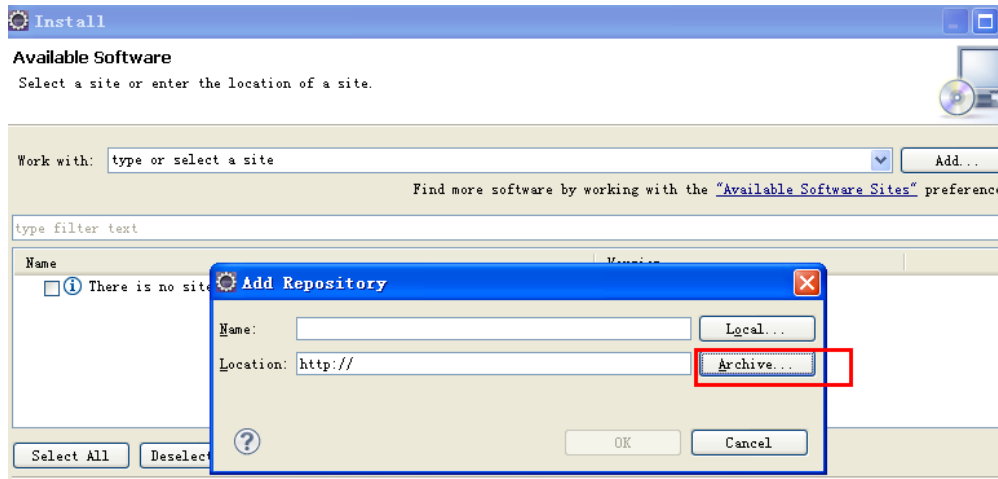 Install
Available Software
Select a site or enter the location of a site.
Work with: type or select a site Add...
Find more software by working with the "Available Software Sites" preference
type filter text
Name Version
There is no site
Add Repository
Name: Local...
Location: http:// Archive...
OK Cancel
Select All Deselect